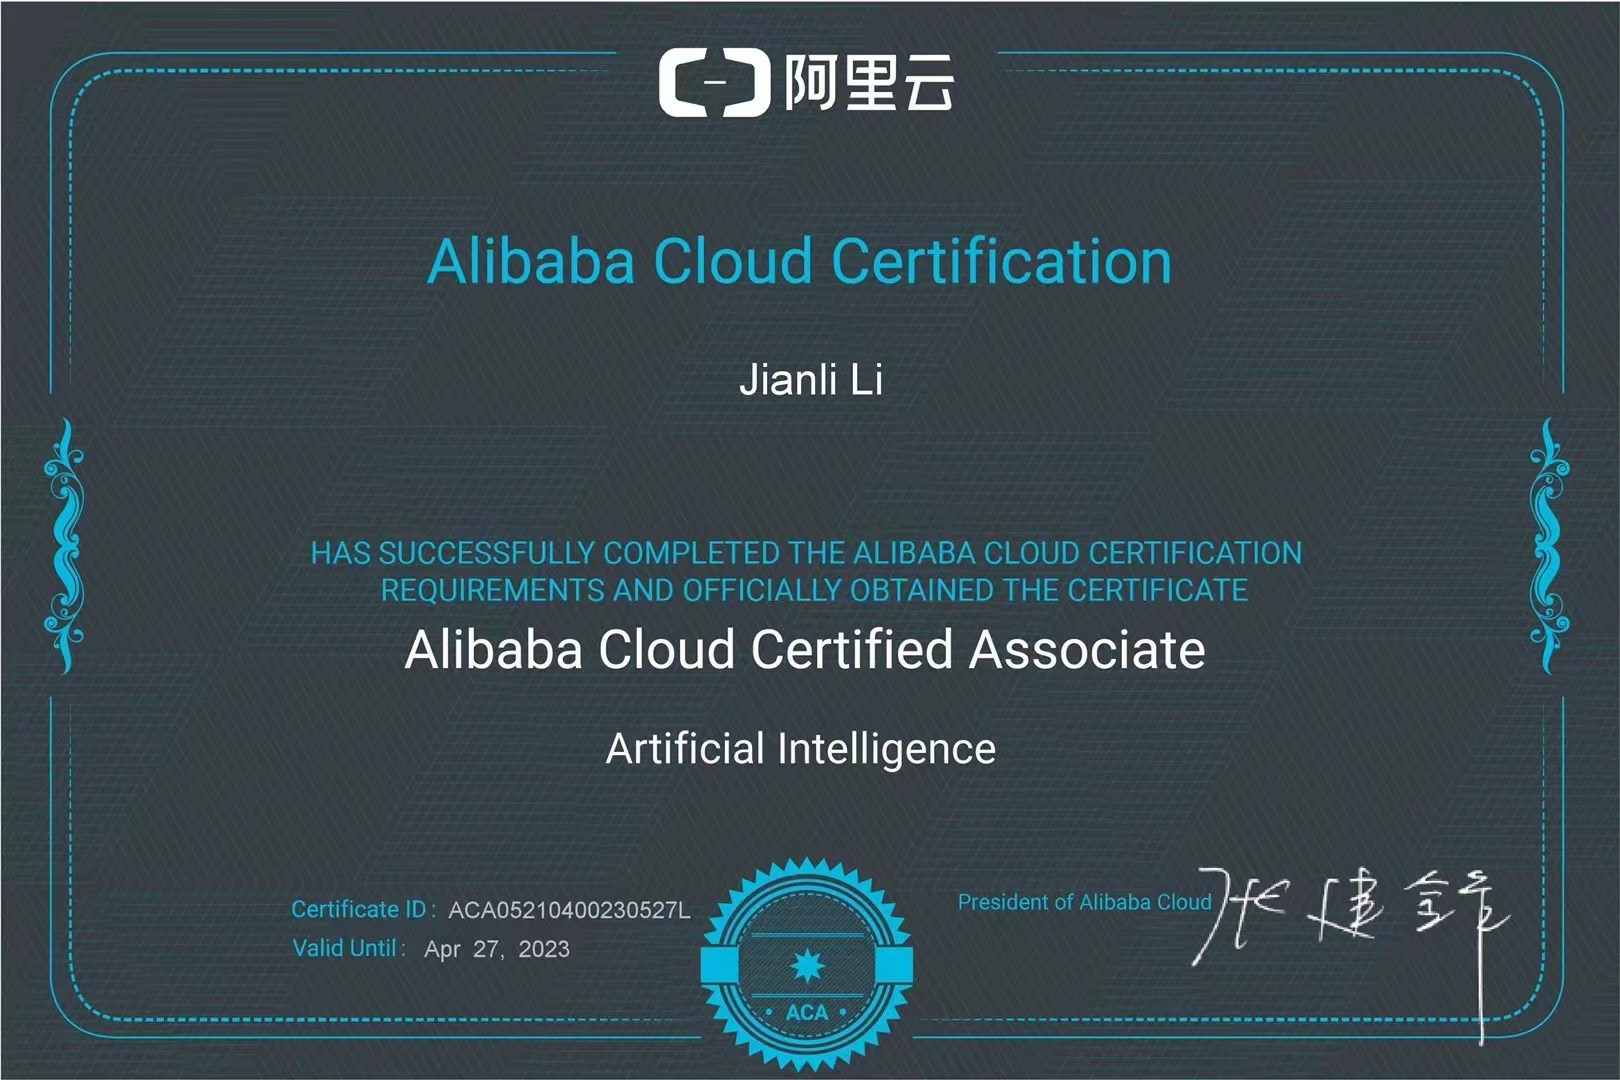 阿里云
Alibaba Cloud Certification
Jianli Li
HAS SUCCESSFULLY COMPLETED THE ALIBABA CLOUD CERTIFICATION
REQUIREMENTS AND OFFICIALLY OBTAINED THE CERTIFICATE
Alibaba Cloud Certified Associate
Artificial Intelligence
Certificate ID : ACA05210400230527L
Valid Until : Apr 27, 2023
ACA
President of Alibaba Cloud 张建锋